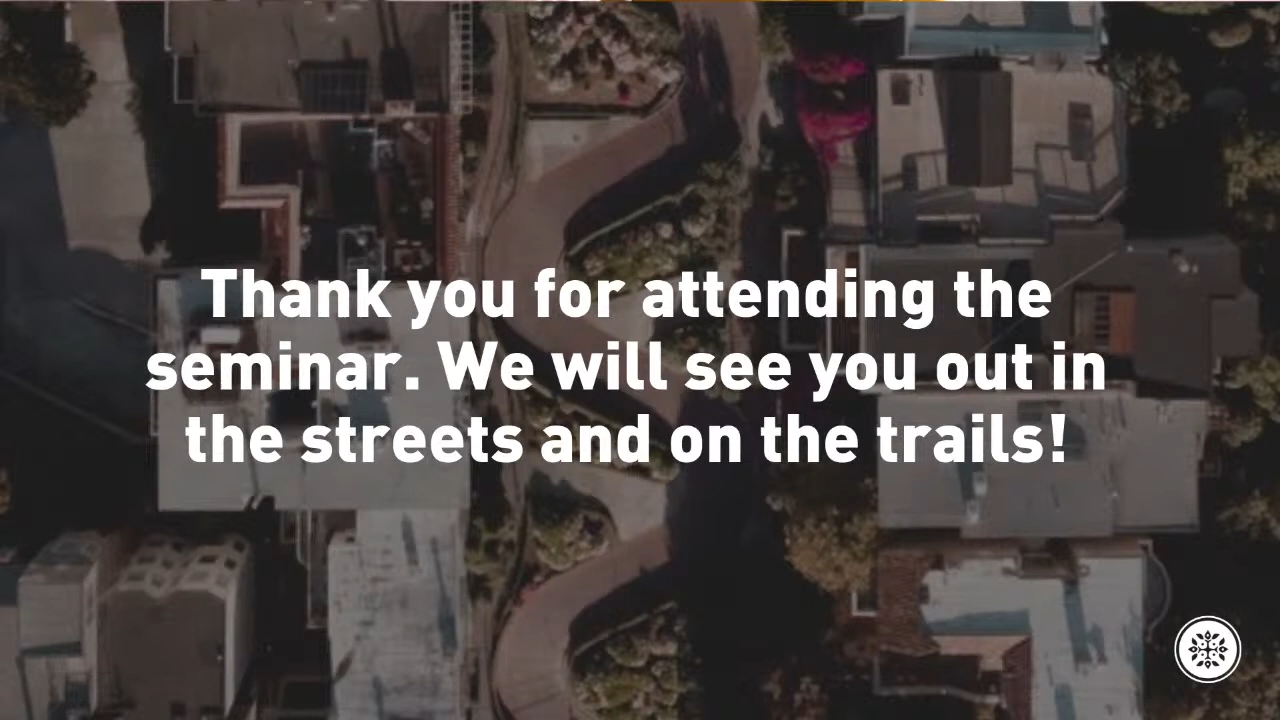 Thank you for attending the
seminar. We will see you out in
the streets and on the trails!